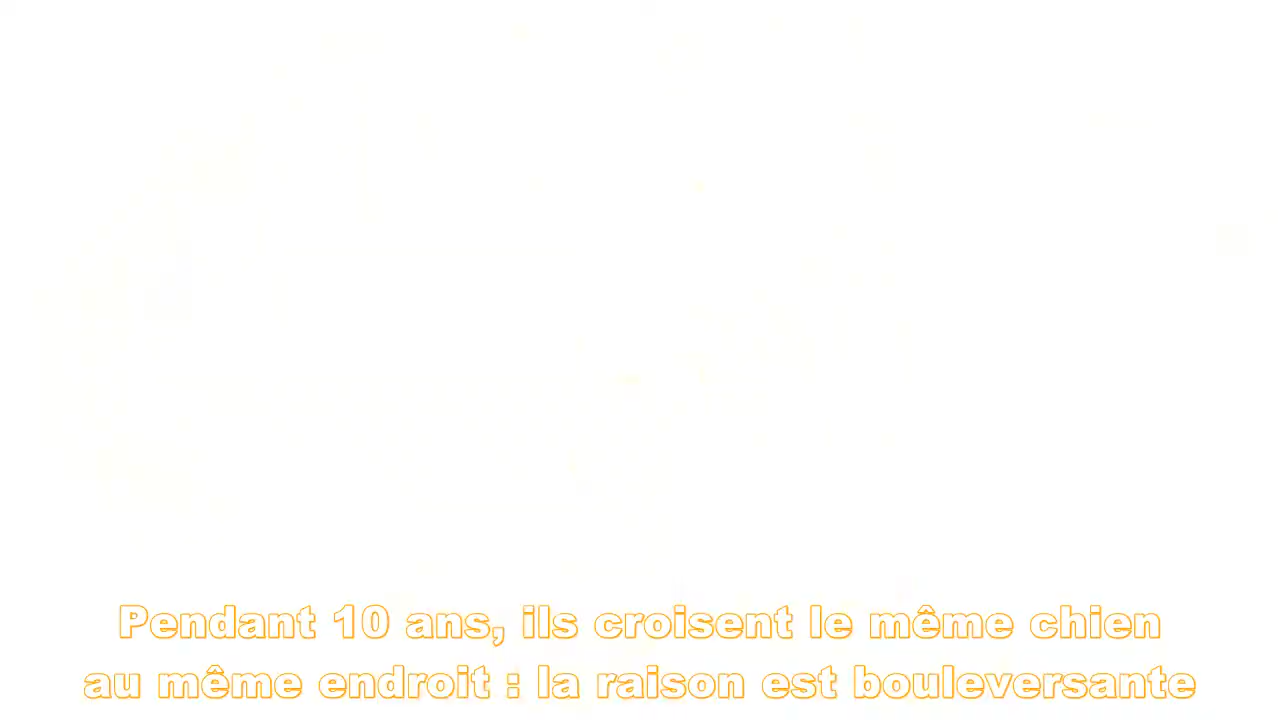 Pendant 10 ans, ils croisent le même chien
au même endroit : la raison est bouleversante